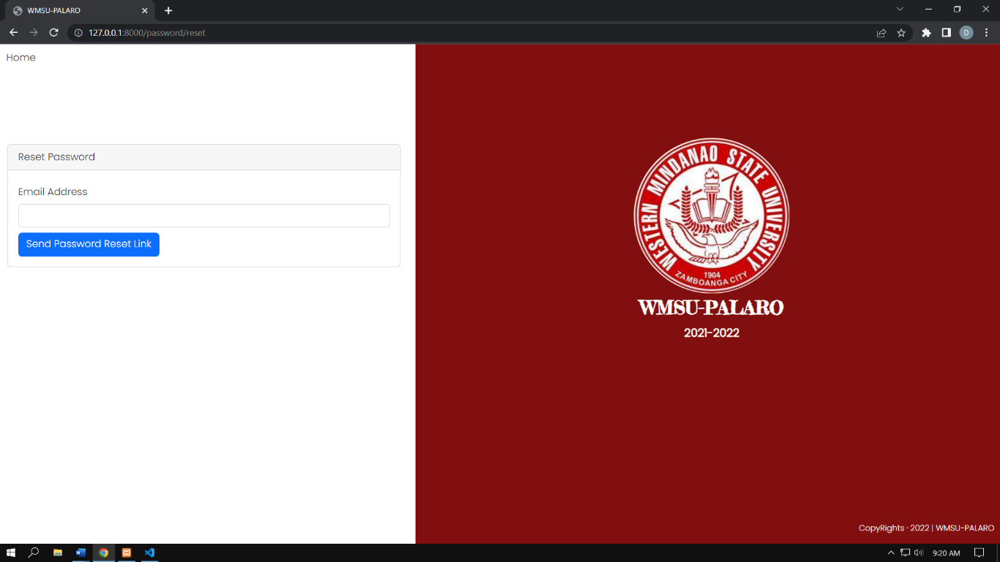 WMSU-PALARO
127.0.0.1:8000/password/reset
D
Home
Reset Password
Email Address
Send Password Reset Link
WESTERN MINDANAO STATE UNIVERSITY
1904
ZAMBOANGA CITY
WMSU-PALARO
2021-2022
CopyRights · 2022 | WMSU-PALARO
9:20 AM